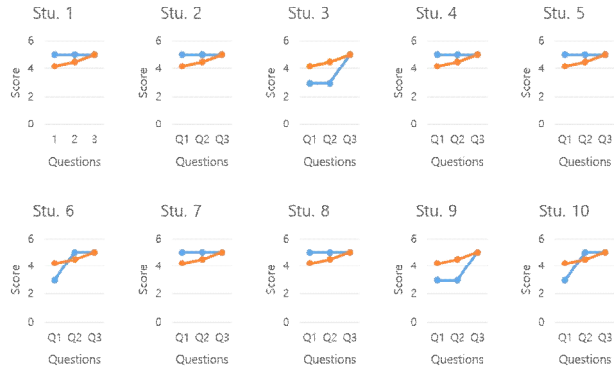 Stu. 1
6
4
2
0
Score
1 2 3
Questions
Stu. 2
6
4
2
0
Score
Q1 Q2 Q3
Questions
Stu. 3
6
4
2
0
Score
Q1 Q2 Q3
Questions
Stu. 4
6
4
2
0
Score
Q1 Q2 Q3
Questions
Stu. 5
6
4
2
0
Score
Q1 Q2 Q3
Questions
Stu. 6
6
4
2
0
Score
Q1 Q2 Q3
Questions
Stu. 7
6
4
2
0
Score
Q1 Q2 Q3
Questions
Stu. 8
6
4
2
0
Score
Q1 Q2 Q3
Questions
Stu. 9
6
4
2
0
Score
Q1 Q2 Q3
Questions
Stu. 10
6
4
2
0
Score
Q1 Q2 Q3
Questions